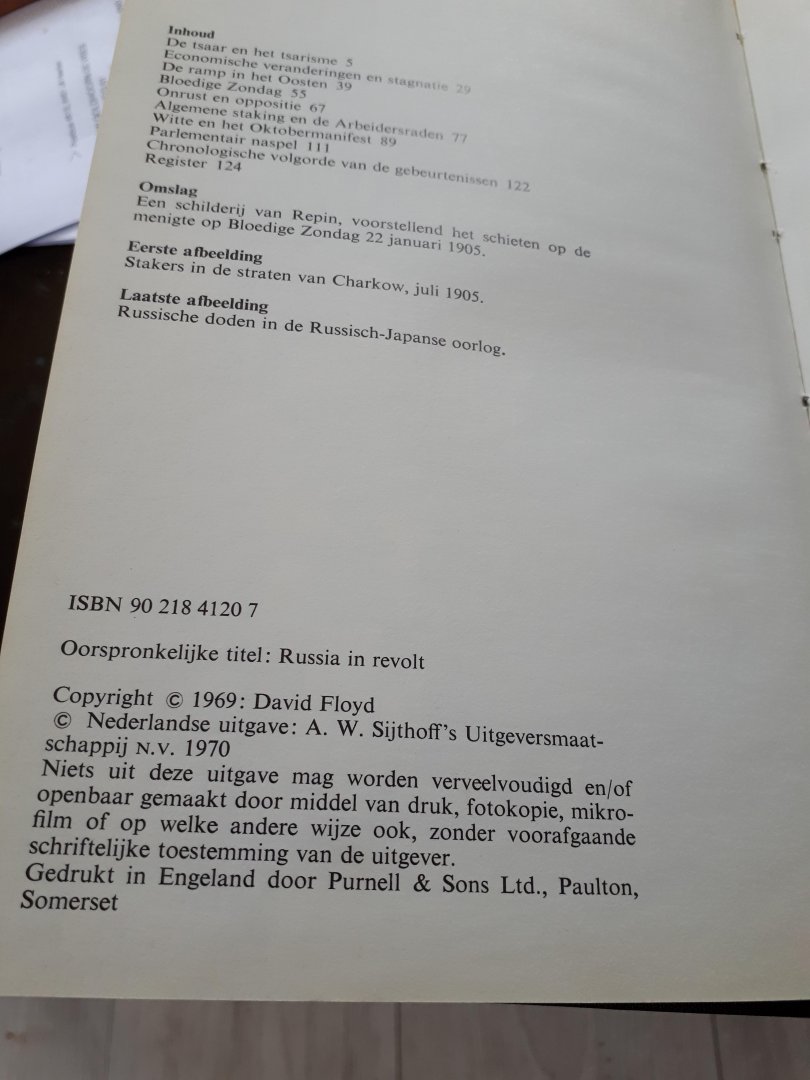 Inhoud
De tsaar en het tsarisme 5
Economische veranderingen en stagnatie 29
De ramp in het Oosten 39
Bloedige Zondag 55
Onrust en oppositie 67
Algemene staking en de Arbeidersraden 77
Witte en het Oktobermanifest 89
Parlementair naspel 111
Chronologische volgorde van de gebeurtenissen 122
Register 124
Omslag
Een schilderij van Repin, voorstellend het schieten op de
menigte op Bloedige Zondag 22 januari 1905.
Eerste afbeelding
Stakers in de straten van Charkow, juli 1905.
Laatste afbeelding
Russische doden in de Russisch-Japanse oorlog.
ISBN 90 218 4120 7
Oorspronkelijke titel: Russia in revolt
Copyright © 1969: David Floyd
© Nederlandse uitgave: A. W. Sijthoff's Uitgeversmaat-
schappij N.V. 1970
Niets uit deze uitgave mag worden verveelvoudigd en/of
openbaar gemaakt door middel van druk, fotokopie, mikro-
film of op welke andere wijze ook, zonder voorafgaande
schriftelijke toestemming van de uitgever.
Gedrukt in Engeland door Purnell & Sons Ltd., Paulton,
Somerset